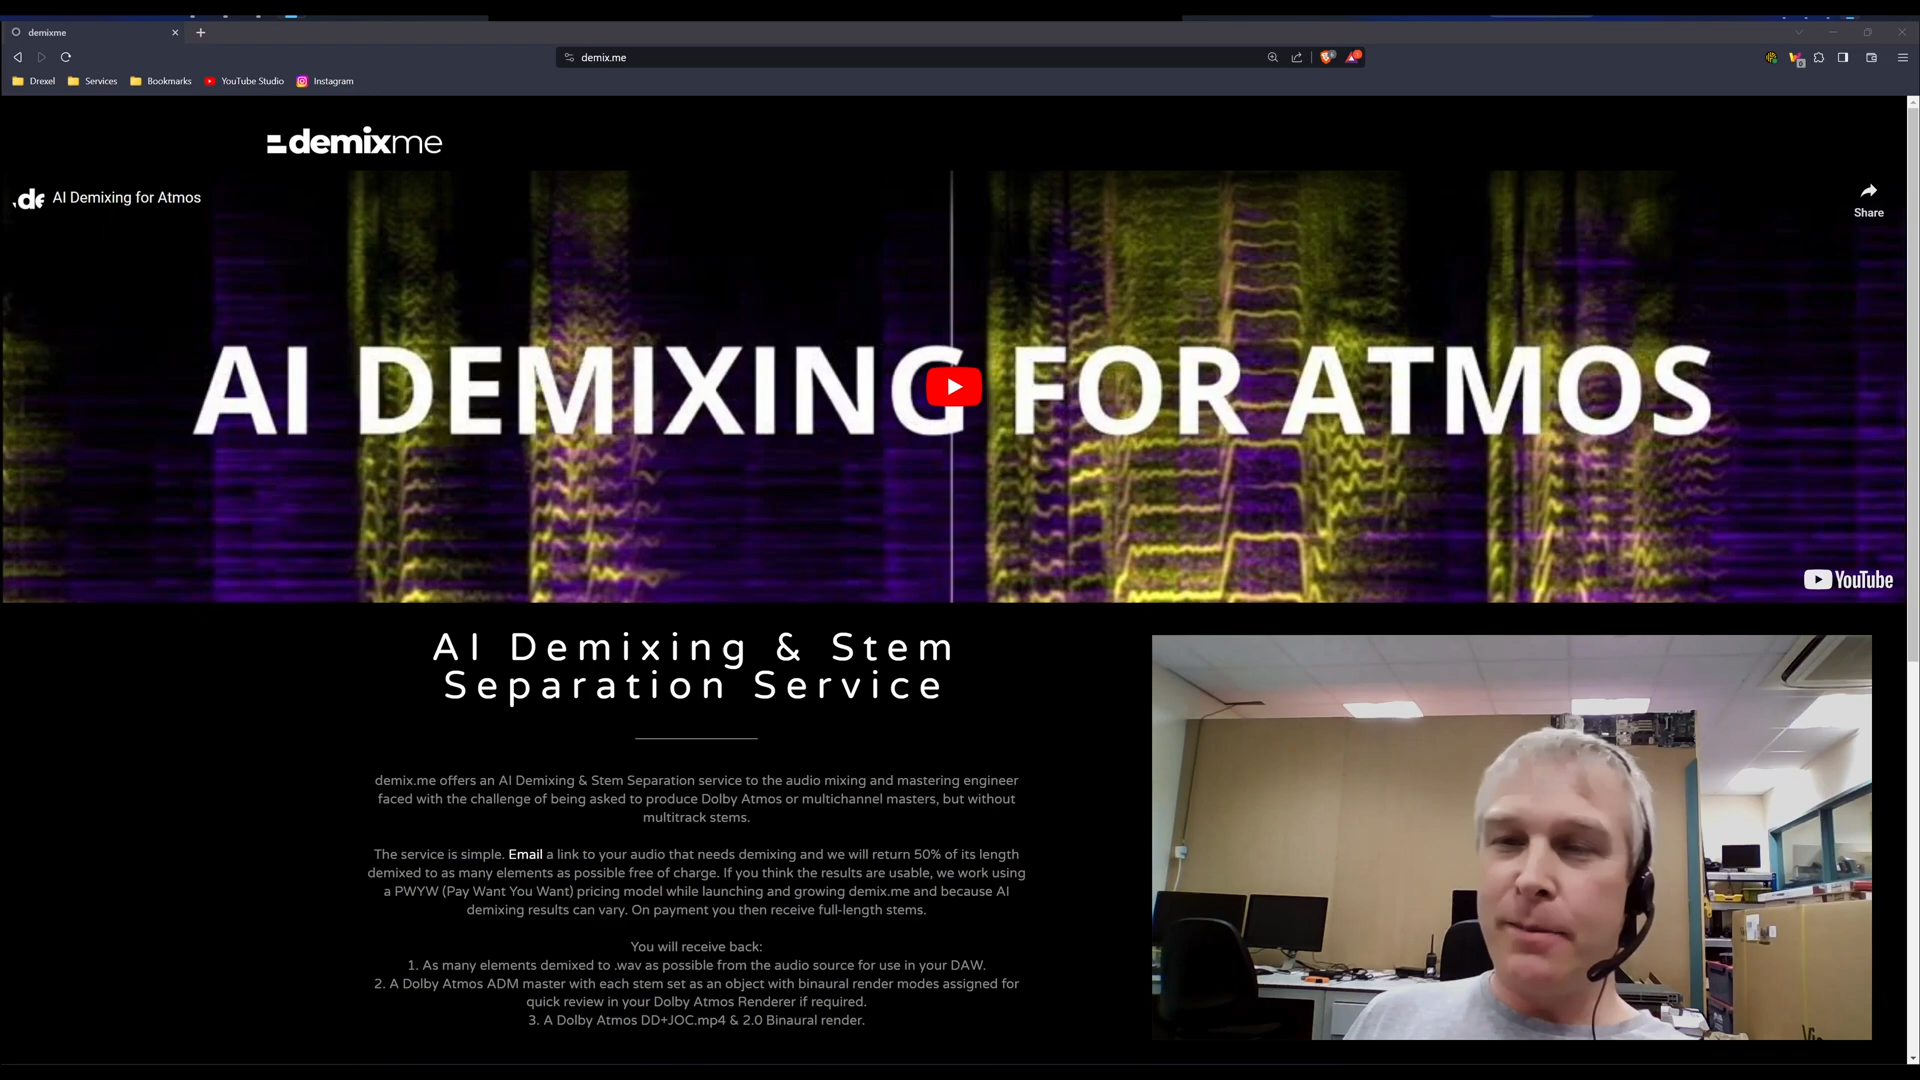 demixme
demix.me
Drexel
Services
Bookmarks
YouTube Studio
Instagram
demixme
AI Demixing for Atmos
Share
AI DEMIXING FOR ATMOS
YouTube
AI Demixing & Stem
Separation Service
demix.me offers an AI Demixing & Stem Separation service to the audio mixing and mastering engineer
faced with the challenge of being asked to produce Dolby Atmos or multichannel masters, but without
multitrack stems.
The service is simple. Email a link to your audio that needs demixing and we will return 50% of its length
demixed to as many elements as possible free of charge. If you think the results are usable, we work using
a PWYW (Pay Want You Want) pricing model while launching and growing demix.me and because AI
demixing results can vary. On payment you then receive full-length stems.
You will receive back:
1. As many elements demixed to .wav as possible from the audio source for use in your DAW.
2. A Dolby Atmos ADM master with each stem set as an object with binaural render modes assigned for
quick review in your Dolby Atmos Renderer if required.
3. A Dolby Atmos DD+JOC.mp4 & 2.0 Binaural render.